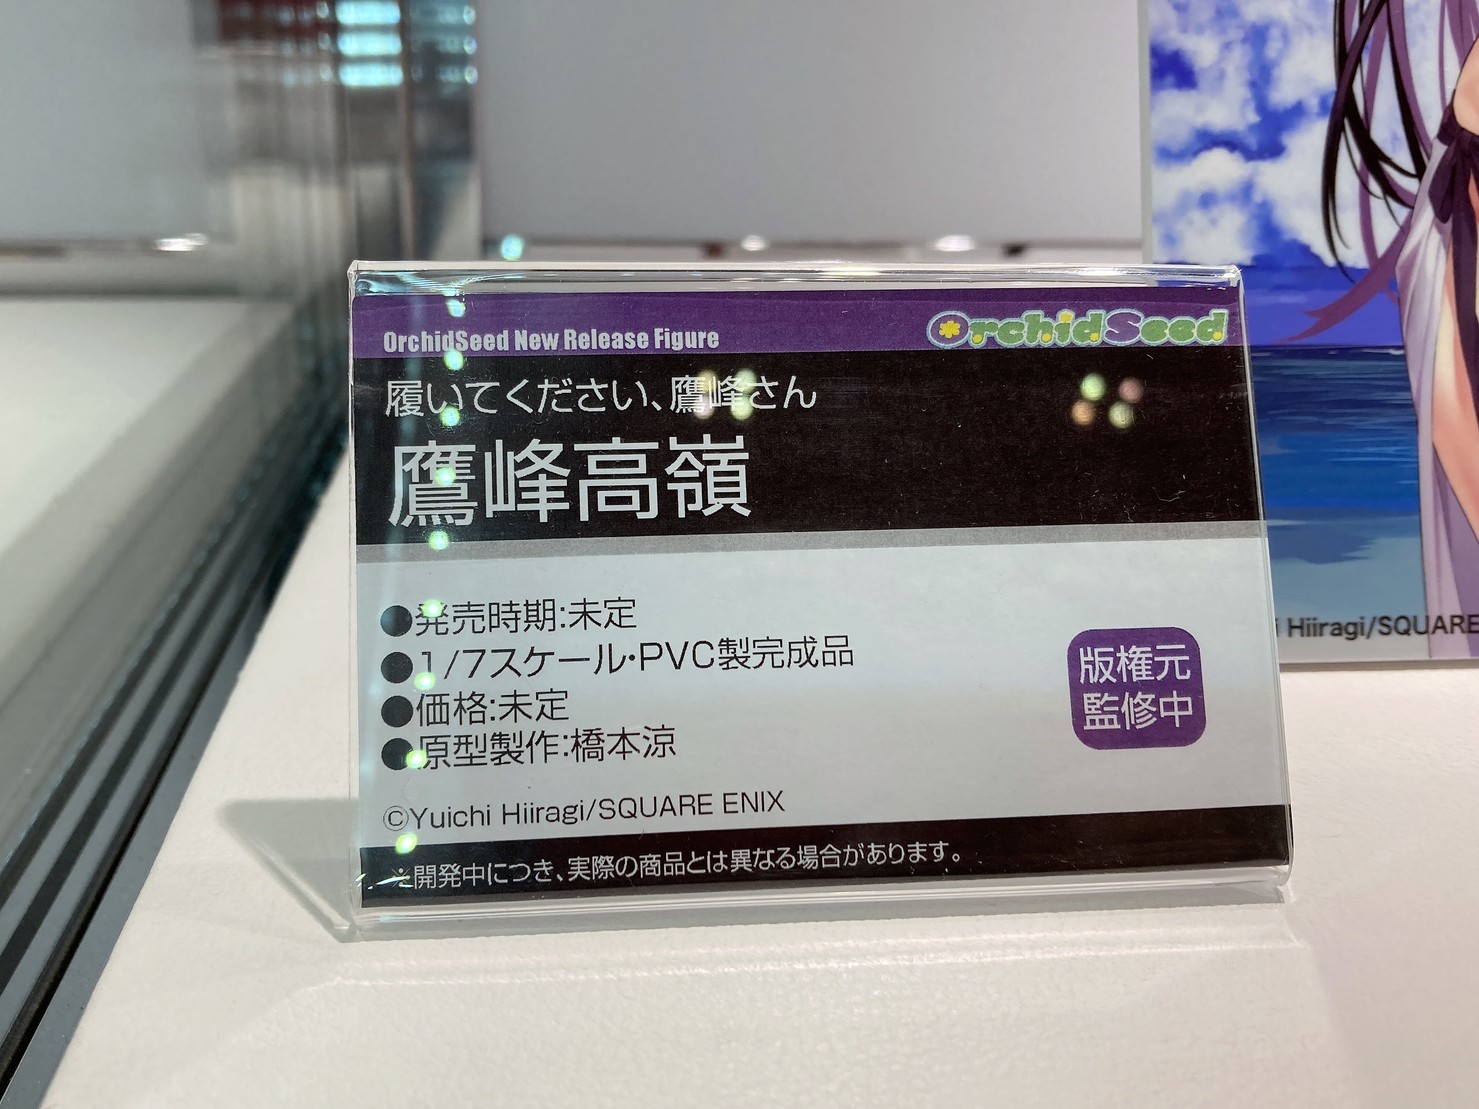 OrchidSeed New Release Figure
OrchidSeed
履いてください、鷹峰さん
鷹峰高嶺
●発売時期:未定
●1/7スケール・PVC製完成品
●価格:未定
●原型製作:橋本涼
版権元
監修中
©Yuichi Hiiragi/SQUARE ENIX
※開発中につき、実際の商品とは異なる場合があります。
Hiiragi/SQUARE